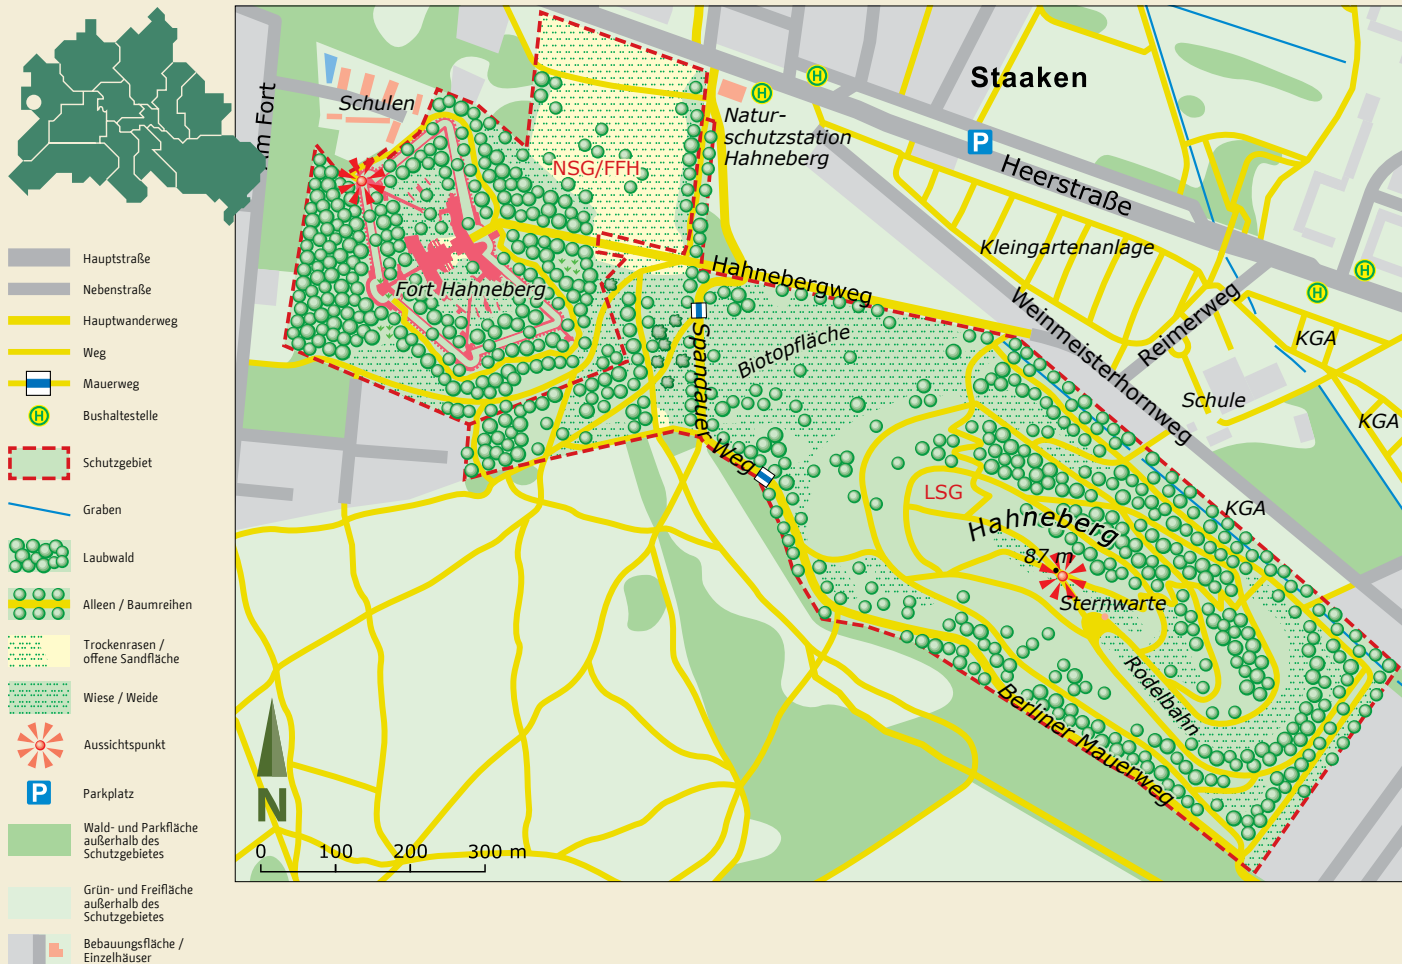 Hauptstraße
Nebenstraße
Hauptwanderweg
Weg
Mauerweg
H
Bushaltestelle
Schutzgebiet
Graben
Laubwald
Alleen / Baumreihen
Trockenrasen /
offene Sandfläche
Wiese / Weide
Aussichtspunkt
P
Parkplatz
Wald- und Parkfläche
außerhalb des
Schutzgebietes
Grün- und Freifläche
außerhalb des
Schutzgebietes
Bebauungsfläche /
Einzelhäuser
Am Fort
Schulen
NSG/FFH
Fort Hahneberg
H
H
Natur-
schutzstation
Hahneberg
Staaken
P
Heerstraße
Kleingartenanlage
H
H
Hahnebergweg
Weinmeisterhornweg
Reimerweg
KGA
Schule
KGA
KGA
Biotopfläche
Spandauer Weg
LSG
Hahneberg
87 m
Sternwarte
Rodelbahn
Berliner Mauerweg
N
0 100 200 300 m